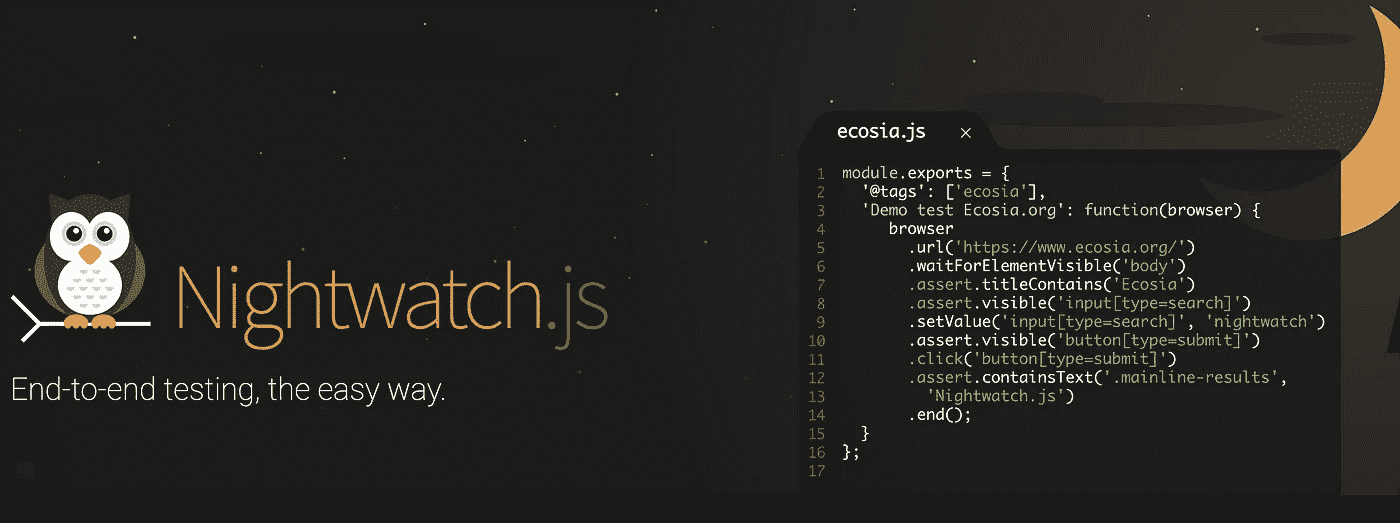 Nightwatch.js
End-to-end testing, the easy way.
ecosia.js ×
1 module.exports = {
2   '@tags': ['ecosia'],
3   'Demo test Ecosia.org': function(browser) {
4     browser
5       .url('https://www.ecosia.org/')
6       .waitForElementVisible('body')
7       .assert.titleContains('Ecosia')
8       .assert.visible('input[type=search]')
9       .setValue('input[type=search]', 'nightwatch')
10       .assert.visible('button[type=submit]')
11       .click('button[type=submit]')
12       .assert.containsText('.mainline-results',
13         'Nightwatch.js')
14       .end();
15   }
16 };
17